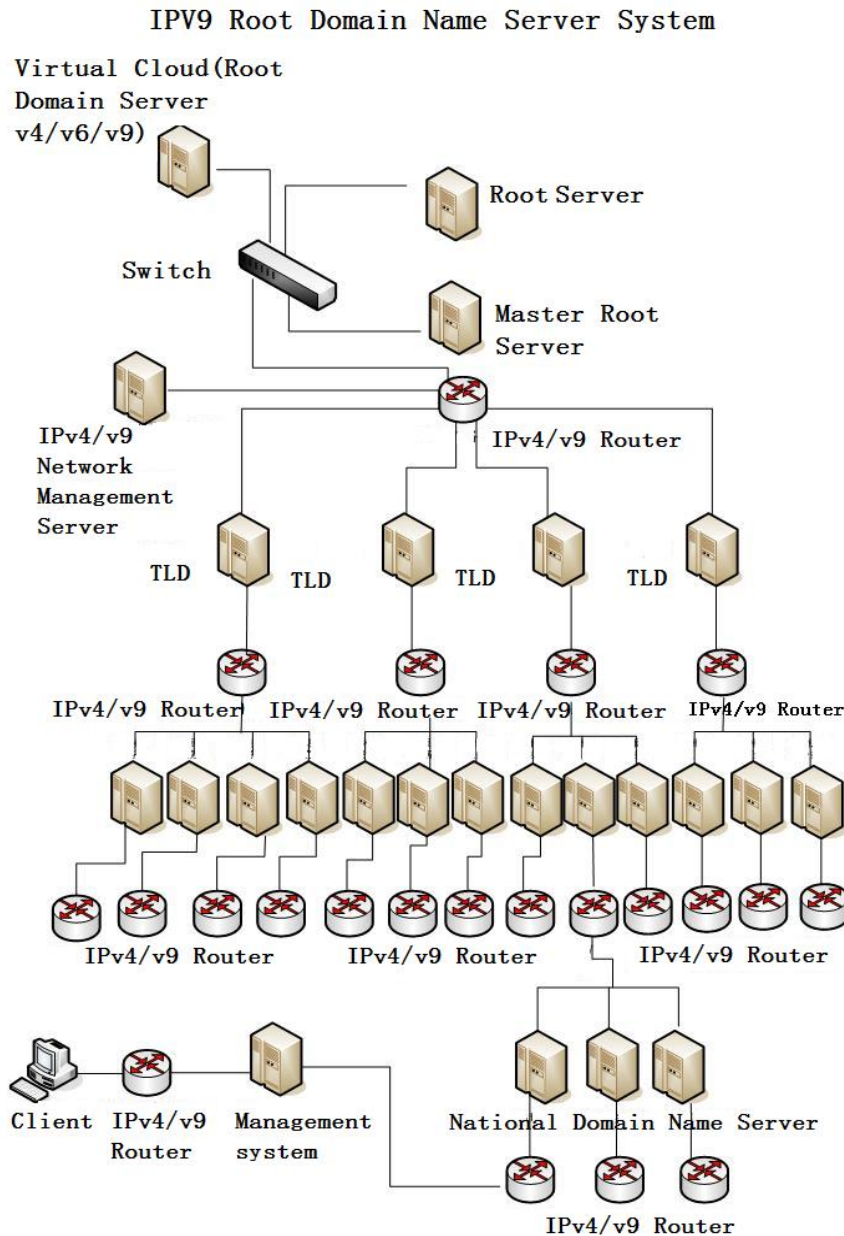 IPV9 Root Domain Name Server System
Virtual Cloud(Root
Domain Server
v4/v6/v9)
Root Server
Switch
Master Root
Server
IPv4/v9
Network
Management
Server
IPv4/v9 Router
TLD
TLD
TLD
TLD
IPv4/v9 Router
IPv4/v9 Router
IPv4/v9 Router
IPv4/v9 Router
IPv4/v9 Router
IPv4/v9 Router
IPv4/v9 Router
Client
IPv4/v9
Router
Management
system
National Domain Name Server
IPv4/v9 Router